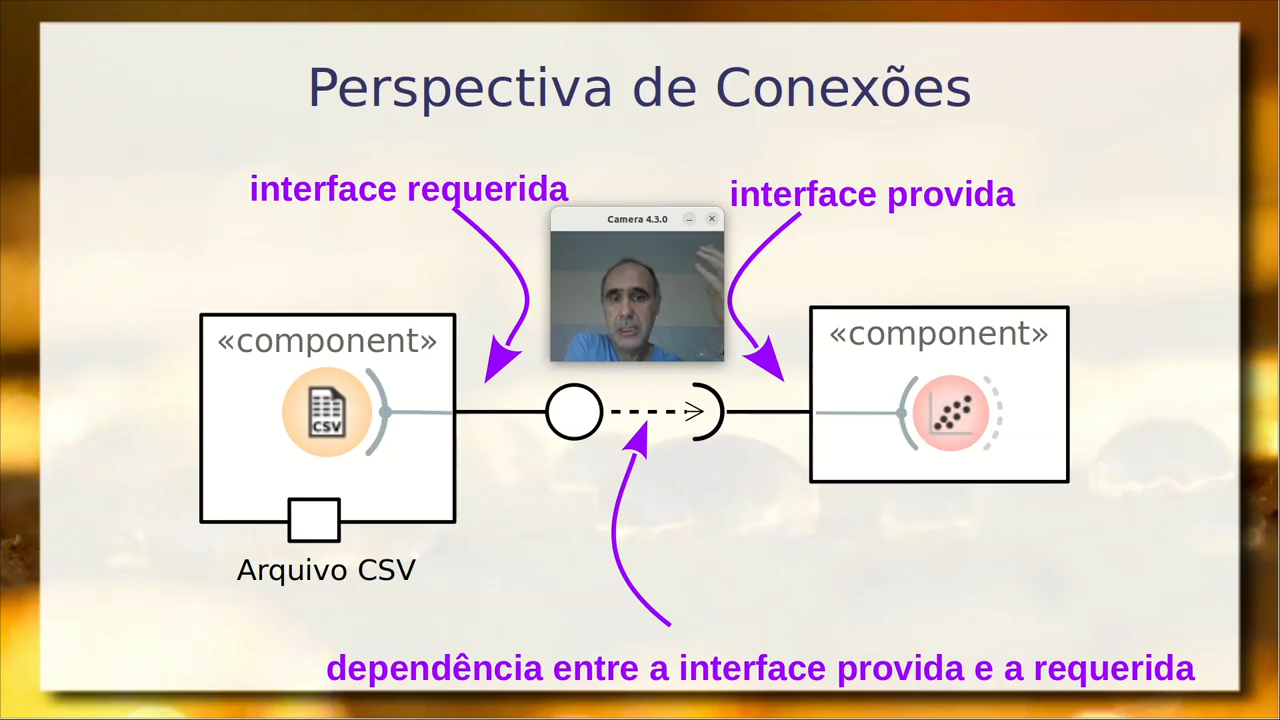 Perspectiva de Conexões
interface requerida
interface provida
Camera 4.3.0
«component»
«component»
CSV
Arquivo CSV
dependência entre a interface provida e a requerida